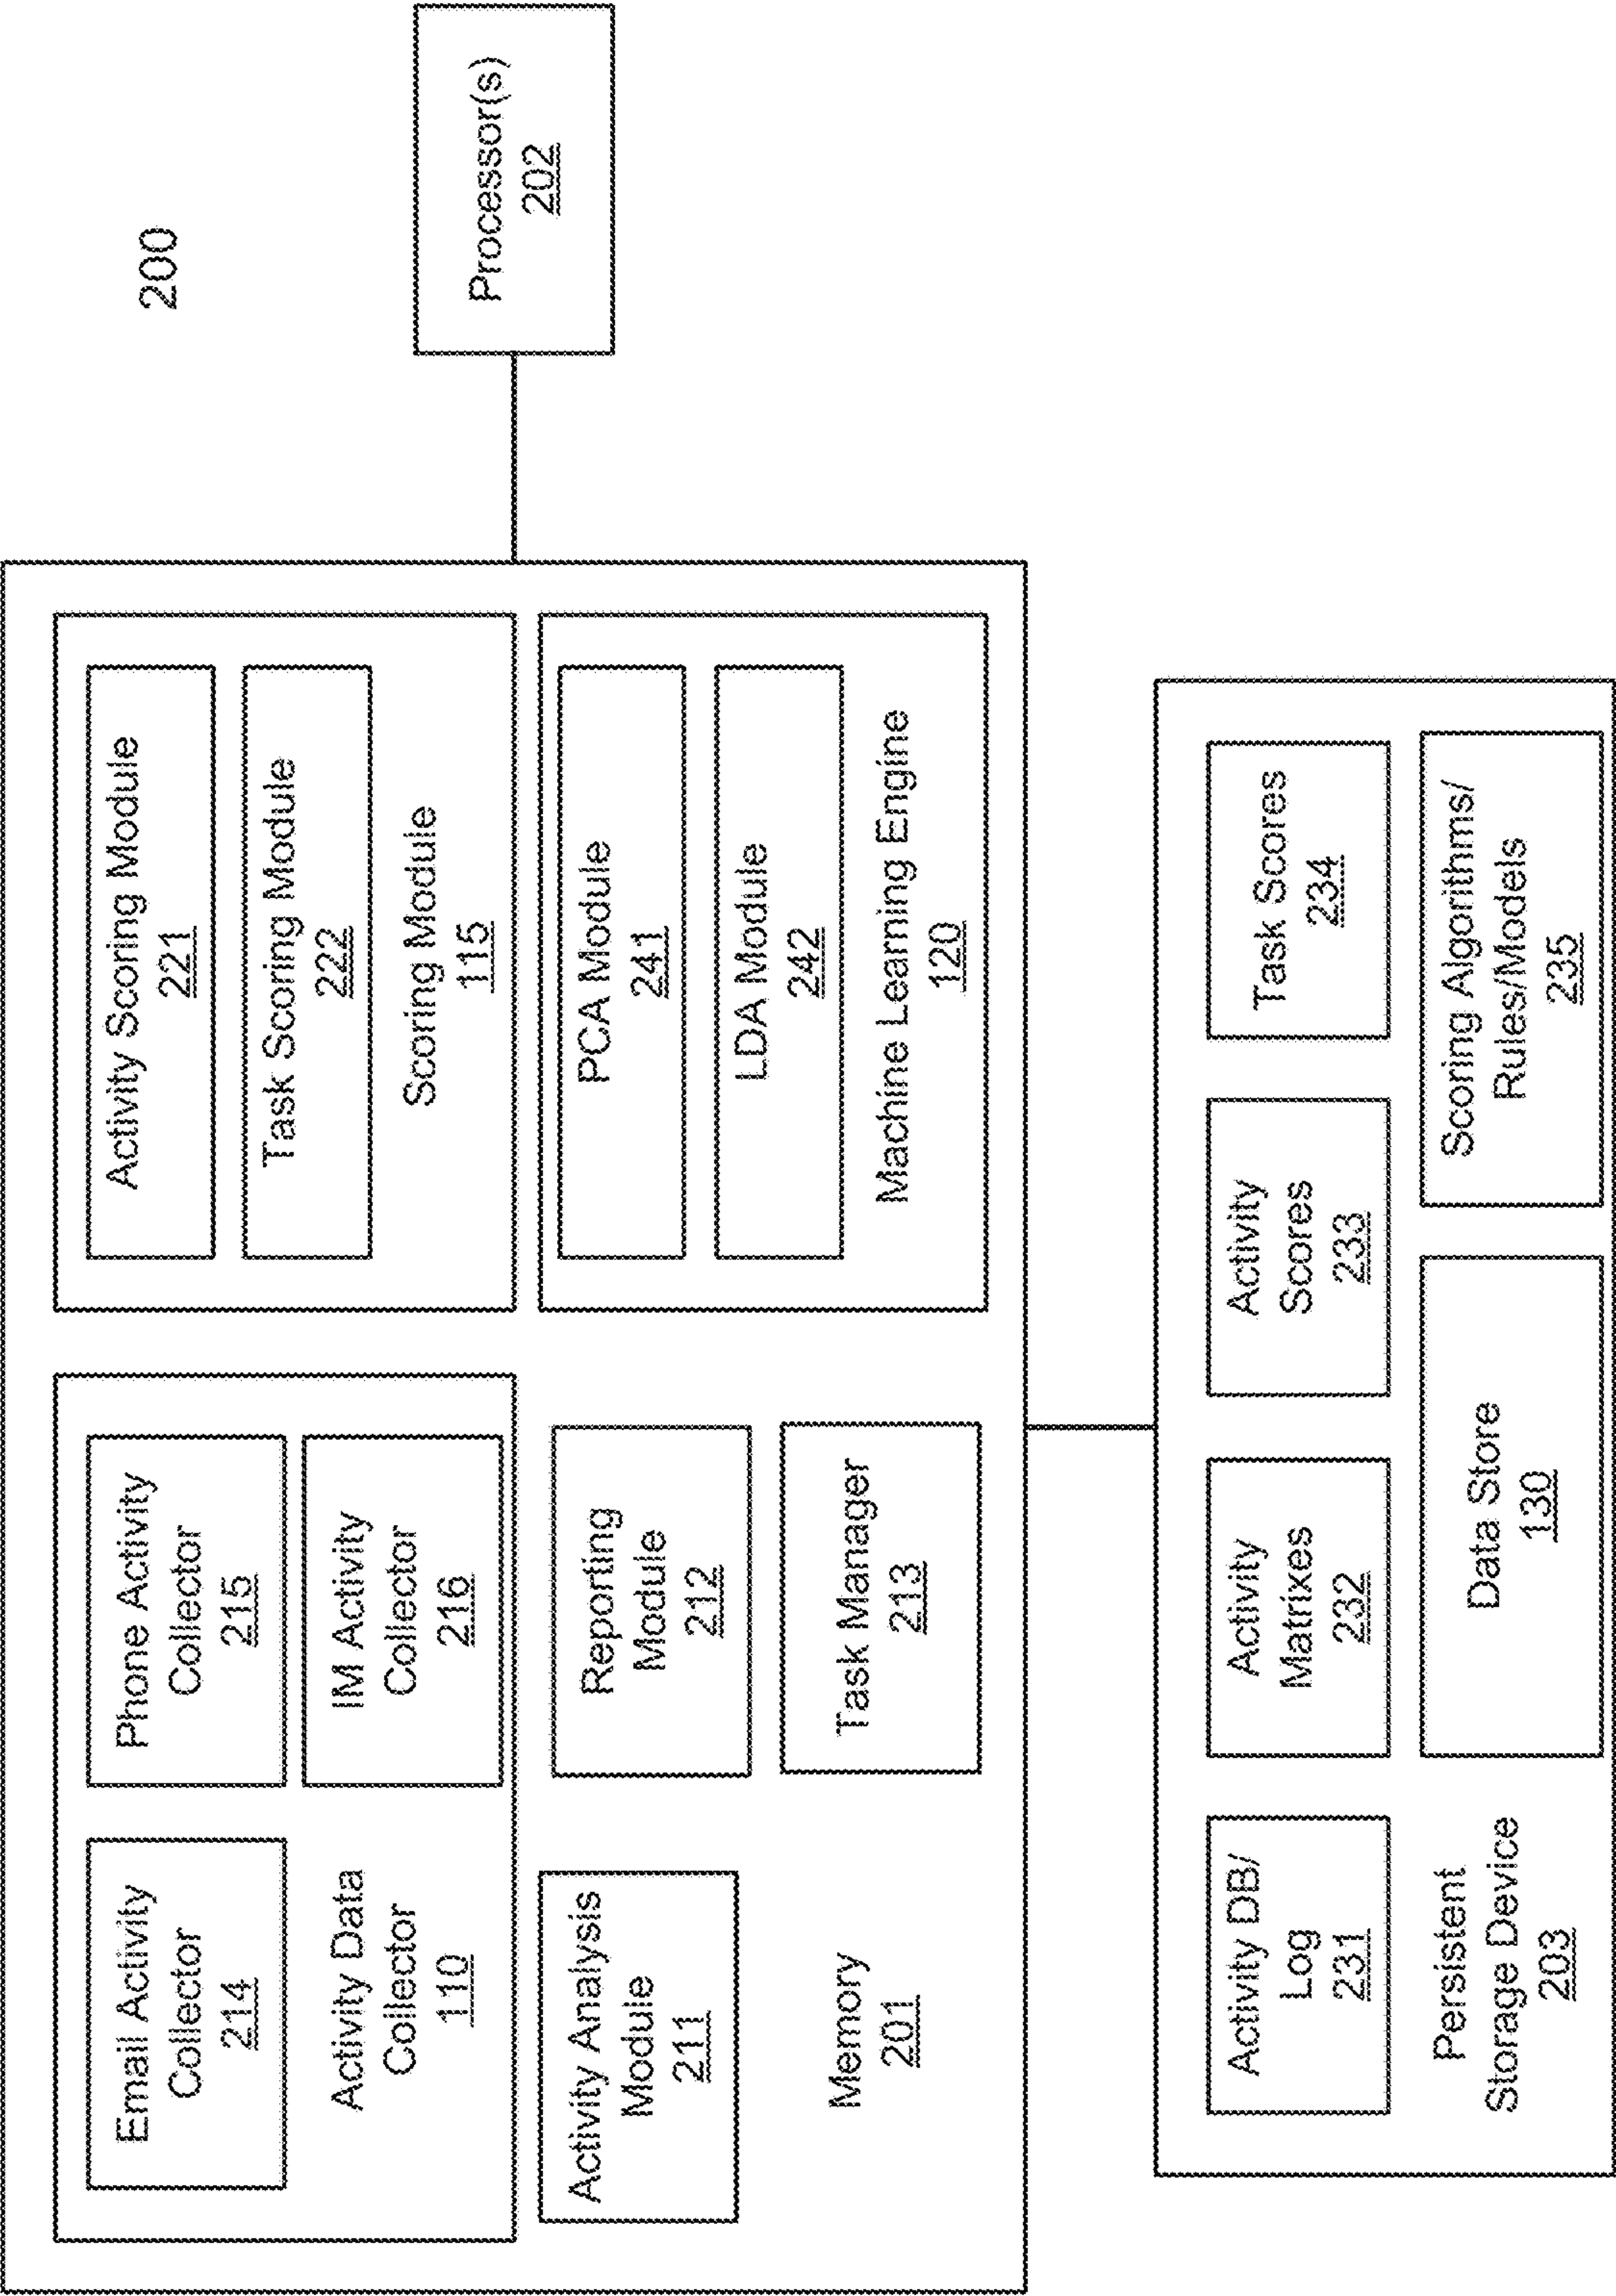 200
Email Activity
Collector
214
Phone Activity
Collector
215
Activity Data
Collector
110
IM Activity
Collector
216
Activity Scoring Module
221
Task Scoring Module
222
Scoring Module
115
Activity Analysis
Module
211
Reporting
Module
212
PCA Module
241
LDA Module
242
Machine Learning Engine
120
Memory
201
Task Manager
213
Processor(s)
202
Activity DB/
Log
231
Activity
Matrixes
232
Activity
Scores
233
Task Scores
234
Persistent
Storage Device
203
Data Store
130
Scoring Algorithms/
Rules/Models
235